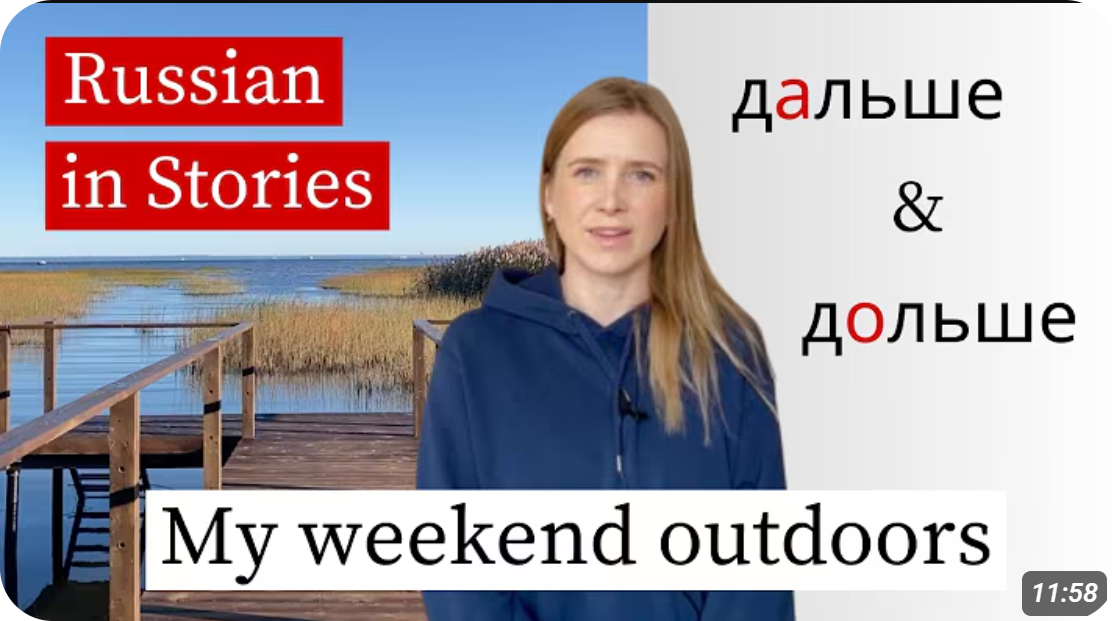 Russian
in Stories
дальше
&
дольше
My weekend outdoors
11:58